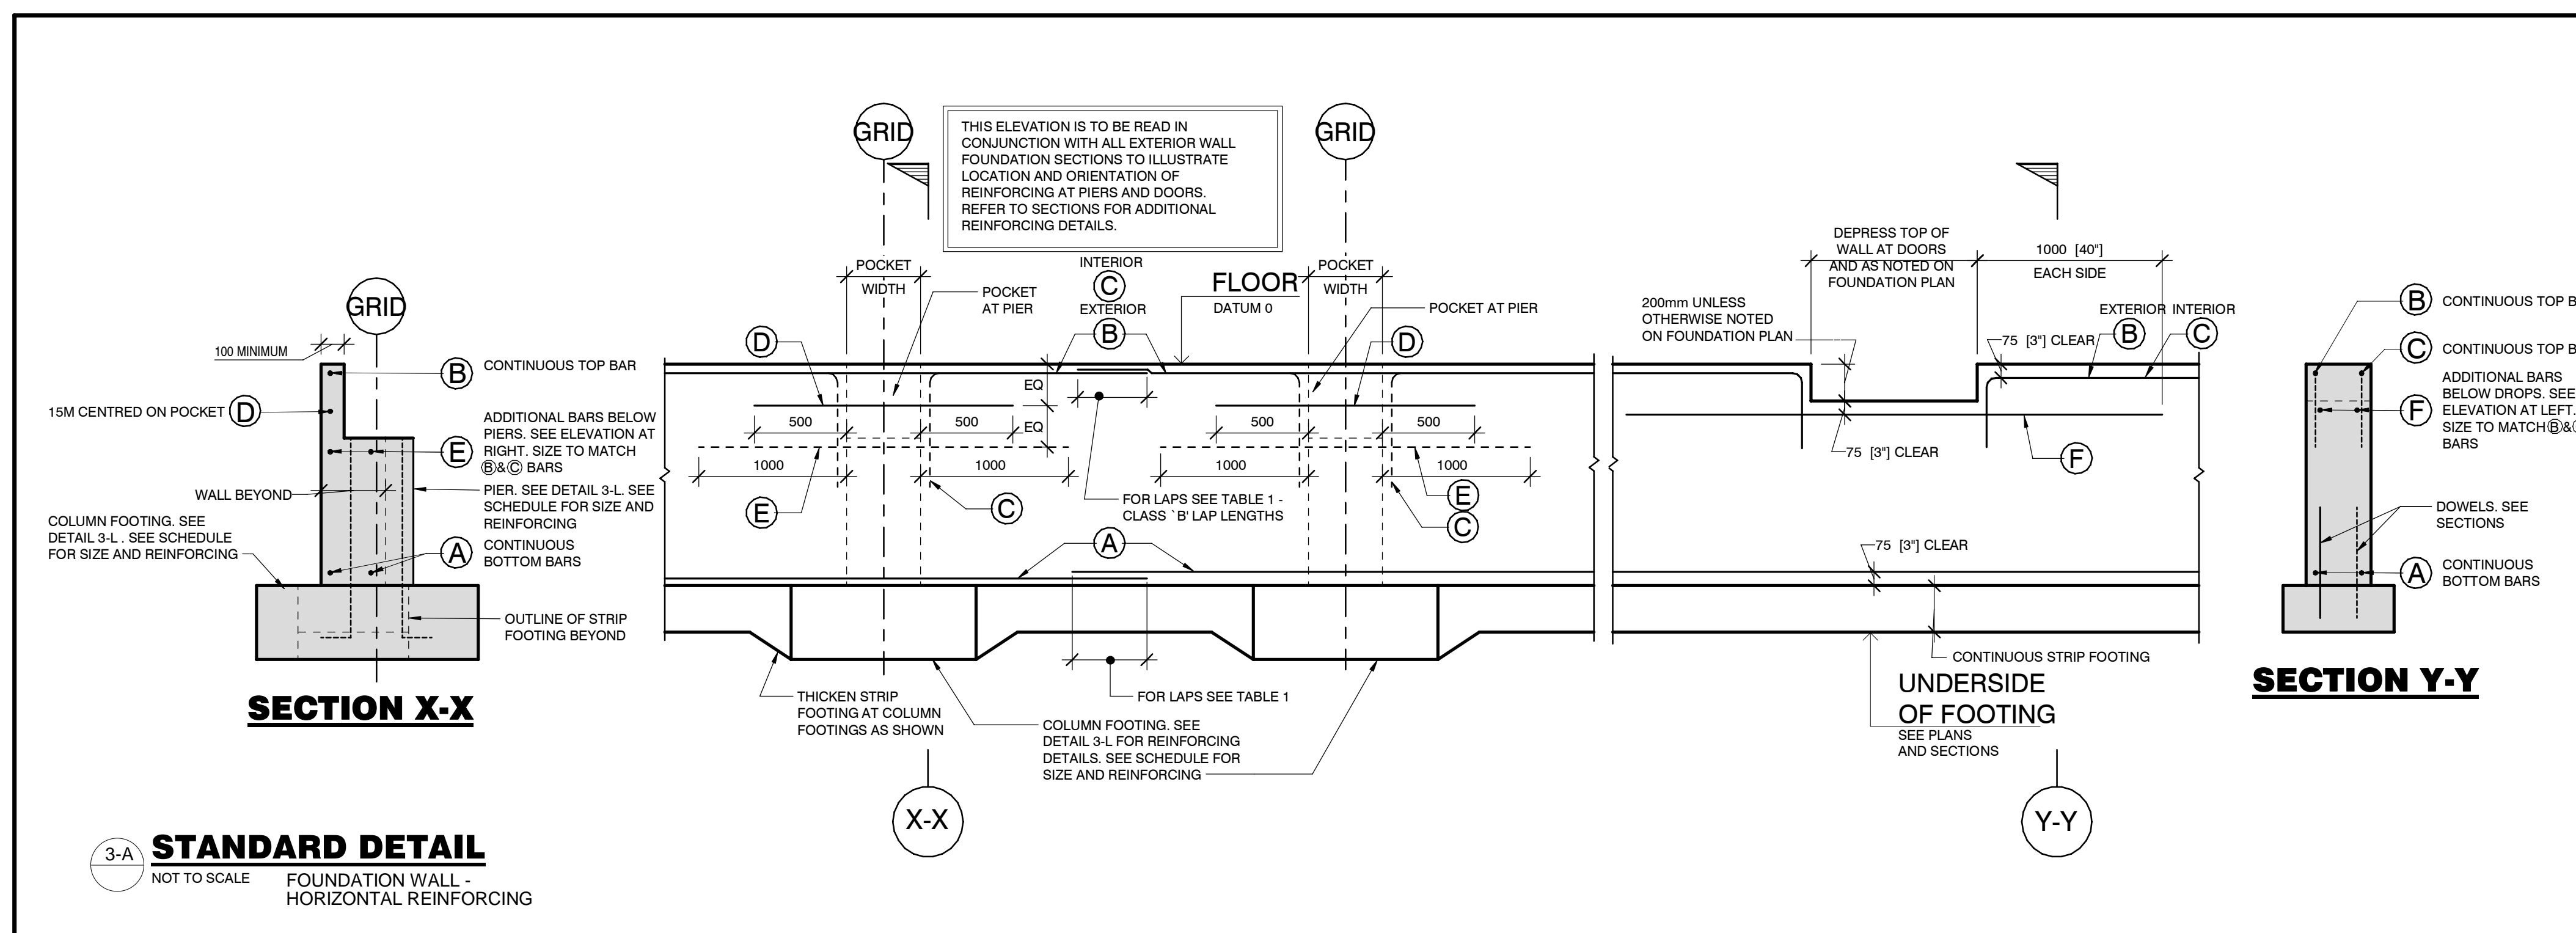 GRID
GRID
THIS ELEVATION IS TO BE READ IN
CONJUNCTION WITH ALL EXTERIOR WALL
FOUNDATION SECTIONS TO ILLUSTRATE
LOCATION AND ORIENTATION OF
REINFORCING AT PIERS AND DOORS.
REFER TO SECTIONS FOR ADDITIONAL
REINFORCING DETAILS.
GRID
100 MINIMUM
B
CONTINUOUS TOP BAR
15M CENTRED ON POCKET
D
ADDITIONAL BARS BELOW
PIERS. SEE ELEVATION AT
RIGHT. SIZE TO MATCH
B & C BARS
E
WALL BEYOND
PIER. SEE DETAIL 3-L. SEE
SCHEDULE FOR SIZE AND
REINFORCING
COLUMN FOOTING. SEE
DETAIL 3-L . SEE SCHEDULE
FOR SIZE AND REINFORCING
A
CONTINUOUS
BOTTOM BARS
OUTLINE OF STRIP
FOOTING BEYOND
SECTION X-X
POCKET
WIDTH
POCKET
AT PIER
INTERIOR
C
EXTERIOR
B
FLOOR
DATUM 0
POCKET
WIDTH
POCKET AT PIER
D
D
EQ
EQ
500
500
500
500
1000
1000
1000
1000
E
C
FOR LAPS SEE TABLE 1 -
CLASS `B' LAP LENGTHS
E
C
A
THICKEN STRIP
FOOTING AT COLUMN
FOOTINGS AS SHOWN
FOR LAPS SEE TABLE 1
COLUMN FOOTING. SEE
DETAIL 3-L FOR REINFORCING
DETAILS. SEE SCHEDULE FOR
SIZE AND REINFORCING
X-X
DEPRESS TOP OF
WALL AT DOORS
AND AS NOTED ON
FOUNDATION PLAN
1000 [40"]
EACH SIDE
200mm UNLESS
OTHERWISE NOTED
ON FOUNDATION PLAN
EXTERIOR INTERIOR
B
C
75 [3"] CLEAR
75 [3"] CLEAR
F
75 [3"] CLEAR
CONTINUOUS STRIP FOOTING
UNDERSIDE
OF FOOTING
SEE PLANS
AND SECTIONS
Y-Y
B
CONTINUOUS TOP B
C
CONTINUOUS TOP B
ADDITIONAL BARS
BELOW DROPS. SEE
ELEVATION AT LEFT.
SIZE TO MATCH B &
BARS
F
DOWELS. SEE
SECTIONS
A
CONTINUOUS
BOTTOM BARS
SECTION Y-Y
3-A
STANDARD DETAIL
NOT TO SCALE
FOUNDATION WALL -
HORIZONTAL REINFORCING